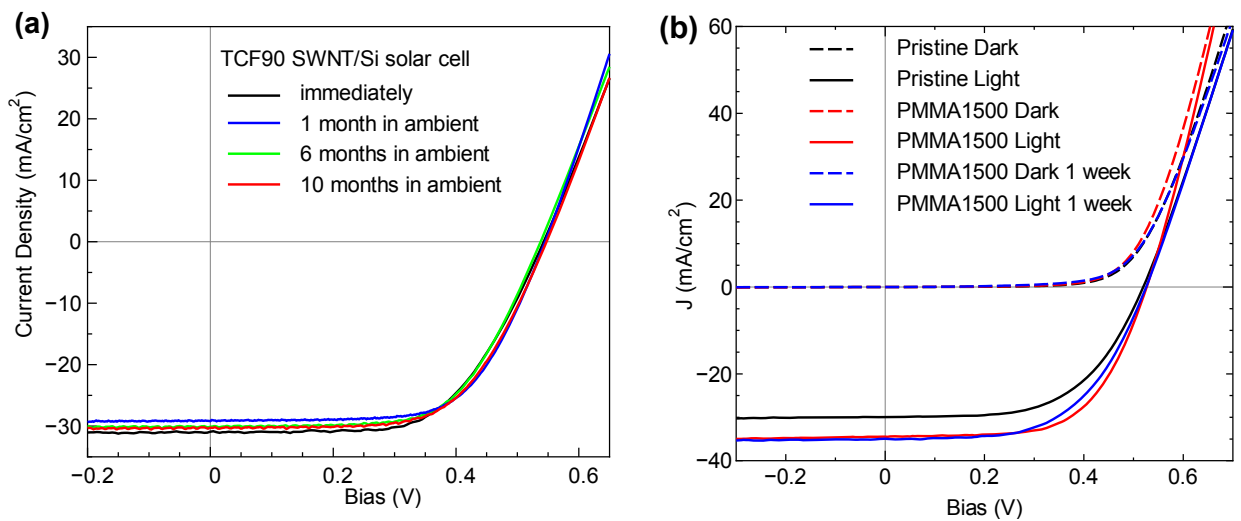 (a)
TCF90 SWNT/Si solar cell
immediately
1 month in ambient
6 months in ambient
10 months in ambient
Current Density (mA/cm²)
30
20
10
0
−10
−20
−30
−0.2
0
0.2
0.4
0.6
Bias (V)
(b)
Pristine Dark
Pristine Light
PMMA1500 Dark
PMMA1500 Light
PMMA1500 Dark 1 week
PMMA1500 Light 1 week
J (mA/cm²)
60
40
20
0
−20
−40
−0.2
0
0.2
0.4
0.6
Bias (V)